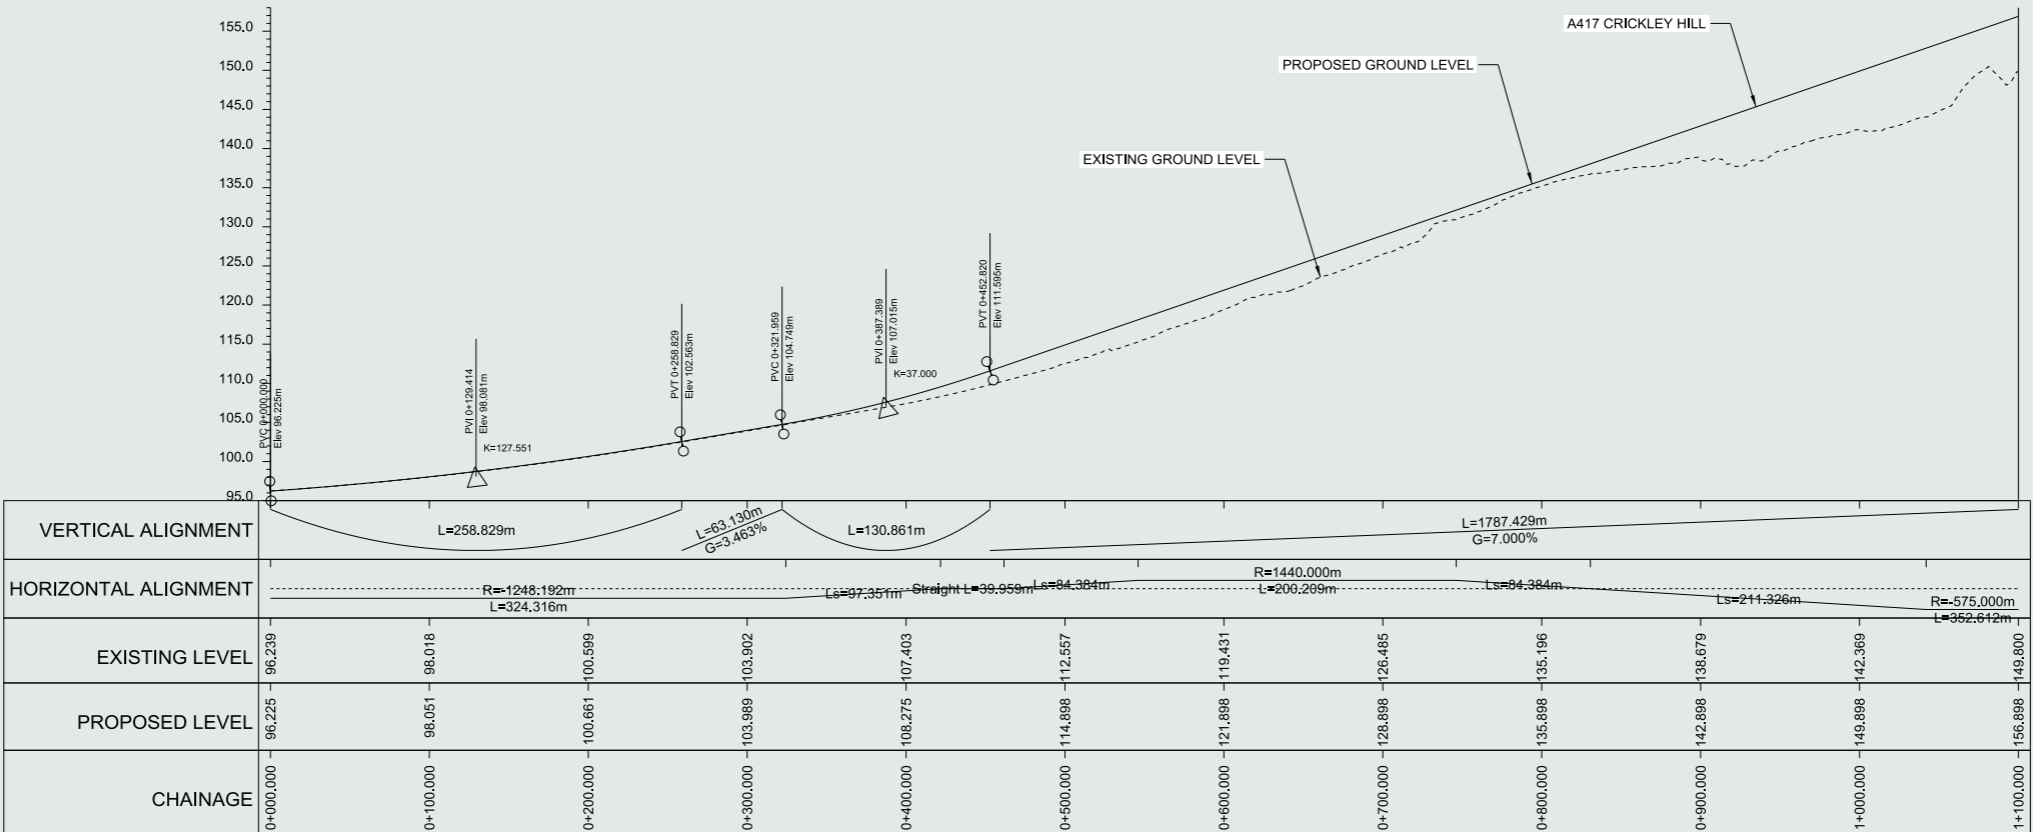 155.0
150.0
145.0
140.0
135.0
130.0
125.0
120.0
115.0
110.0
105.0
100.0
95.0
A417 CRICKLEY HILL
PROPOSED GROUND LEVEL
EXISTING GROUND LEVEL
PVC 0+000.000
Elev 96.225m
PVI 0+129.414
Elev 98.081m
K=127.551
PVT 0+258.829
Elev 102.563m
PVC 0+321.959
Elev 104.749m
PVI 0+387.389
Elev 107.015m
K=37.000
PVT 0+452.820
Elev 111.595m
VERTICAL ALIGNMENT
L=258.829m
L=63.130m
G=3.463%
L=130.861m
L=1787.429m
G=7.000%
HORIZONTAL ALIGNMENT
R=-1248.192m
L=324.316m
Ls=97.351m
Straight L=39.959m
Ls=84.384m
R=1440.000m
L=200.209m
Ls=84.384m
Ls=211.326m
R=-575.000m
L=352.612m
EXISTING LEVEL
96.239
98.018
100.599
103.902
107.403
112.557
119.431
126.485
135.196
138.679
142.369
149.800
PROPOSED LEVEL
96.225
98.051
100.661
103.989
108.275
114.898
121.898
128.898
135.898
142.898
149.898
156.898
CHAINAGE
0+000.000
0+100.000
0+200.000
0+300.000
0+400.000
0+500.000
0+600.000
0+700.000
0+800.000
0+900.000
1+000.000
1+100.000